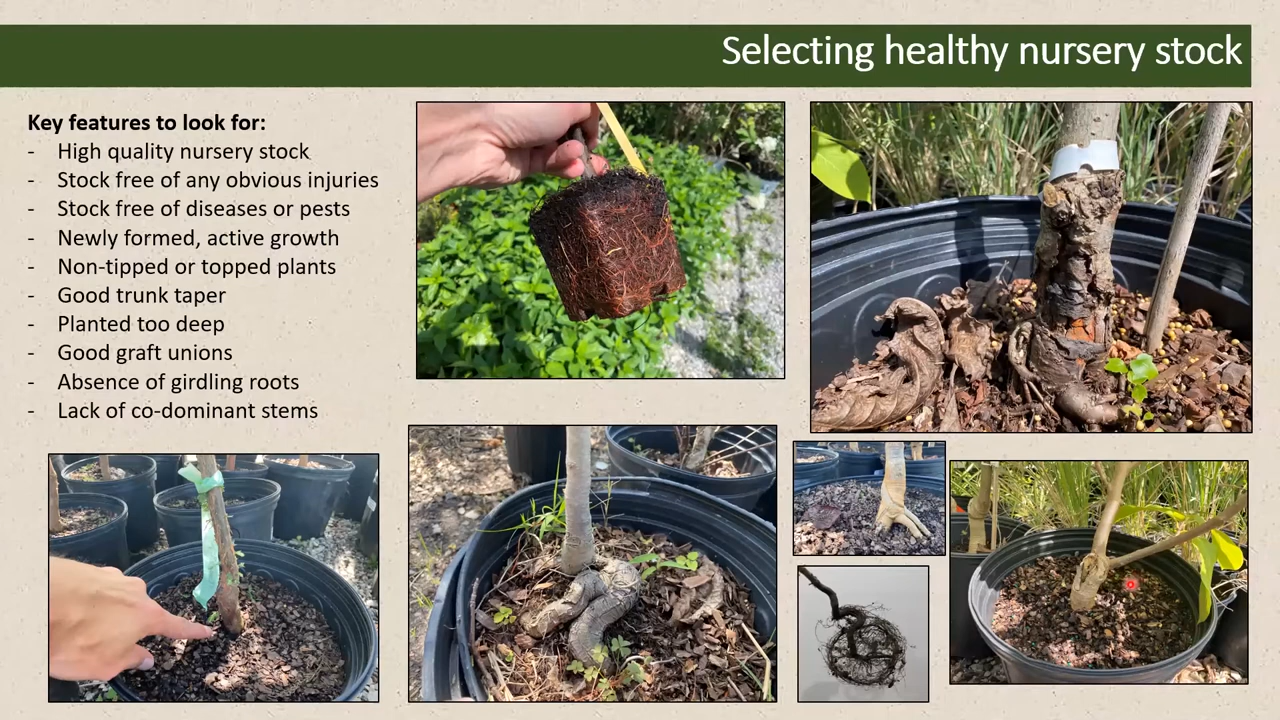 Selecting healthy nursery stock
Key features to look for:
- High quality nursery stock
- Stock free of any obvious injuries
- Stock free of diseases or pests
- Newly formed, active growth
- Non-tipped or topped plants
- Good trunk taper
- Planted too deep
- Good graft unions
- Absence of girdling roots
- Lack of co-dominant stems